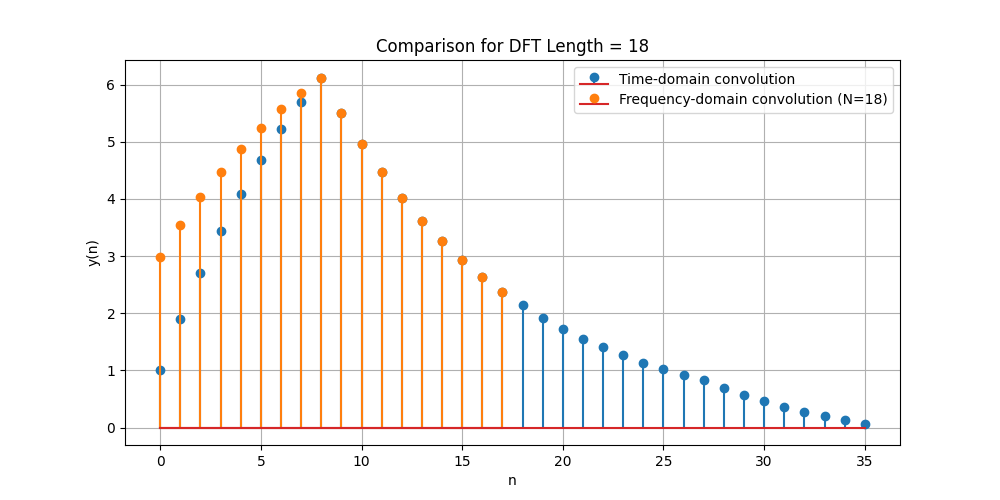 Comparison for DFT Length = 18
Time-domain convolution
Frequency-domain convolution (N=18)
y(n)
6
5
4
3
2
1
0
0 5 10 15 20 25 30 35
n